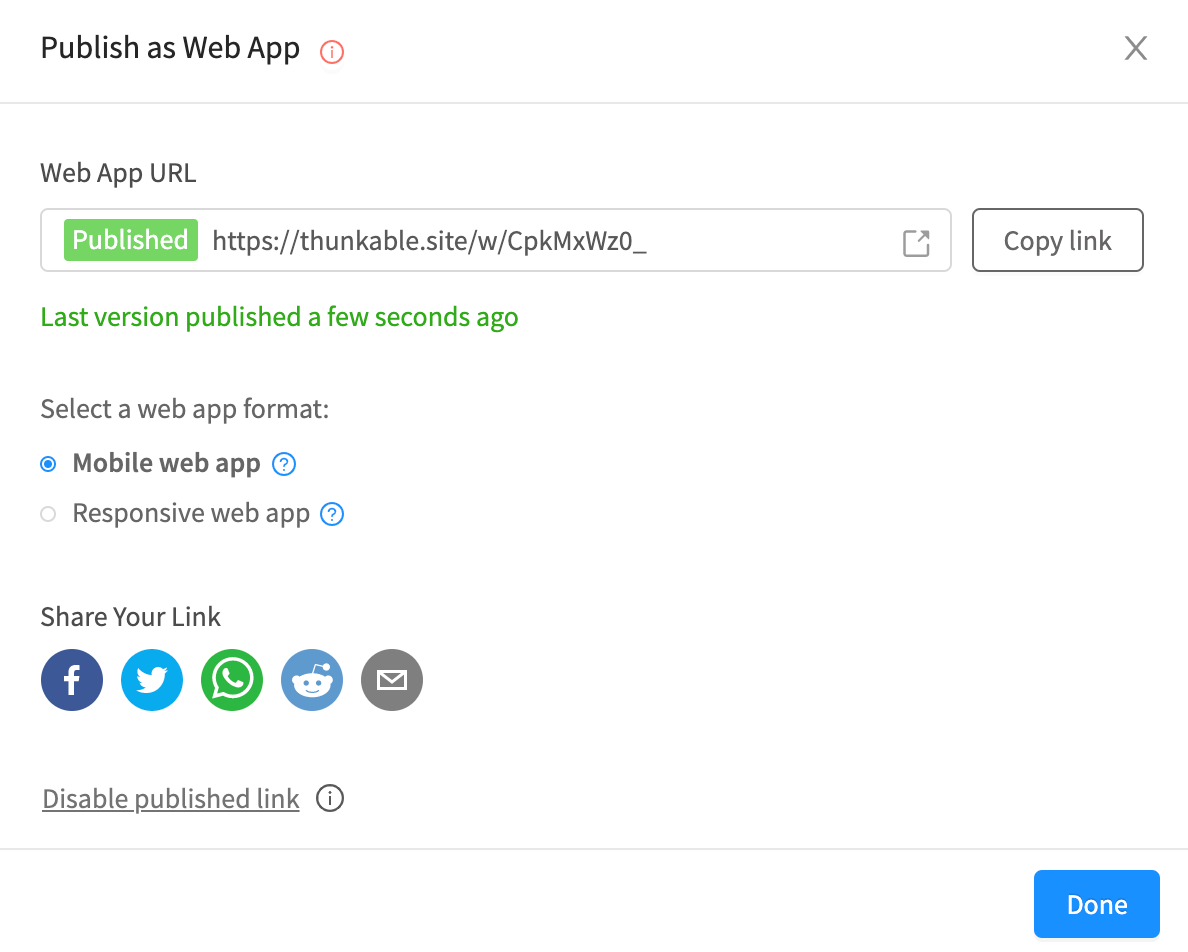 Publish as Web App
Web App URL
Published https://thunkable.site/w/CpkMxWz0_ Copy link
Last version published a few seconds ago
Select a web app format:
Mobile web app
Responsive web app
Share Your Link
Disable published link
Done